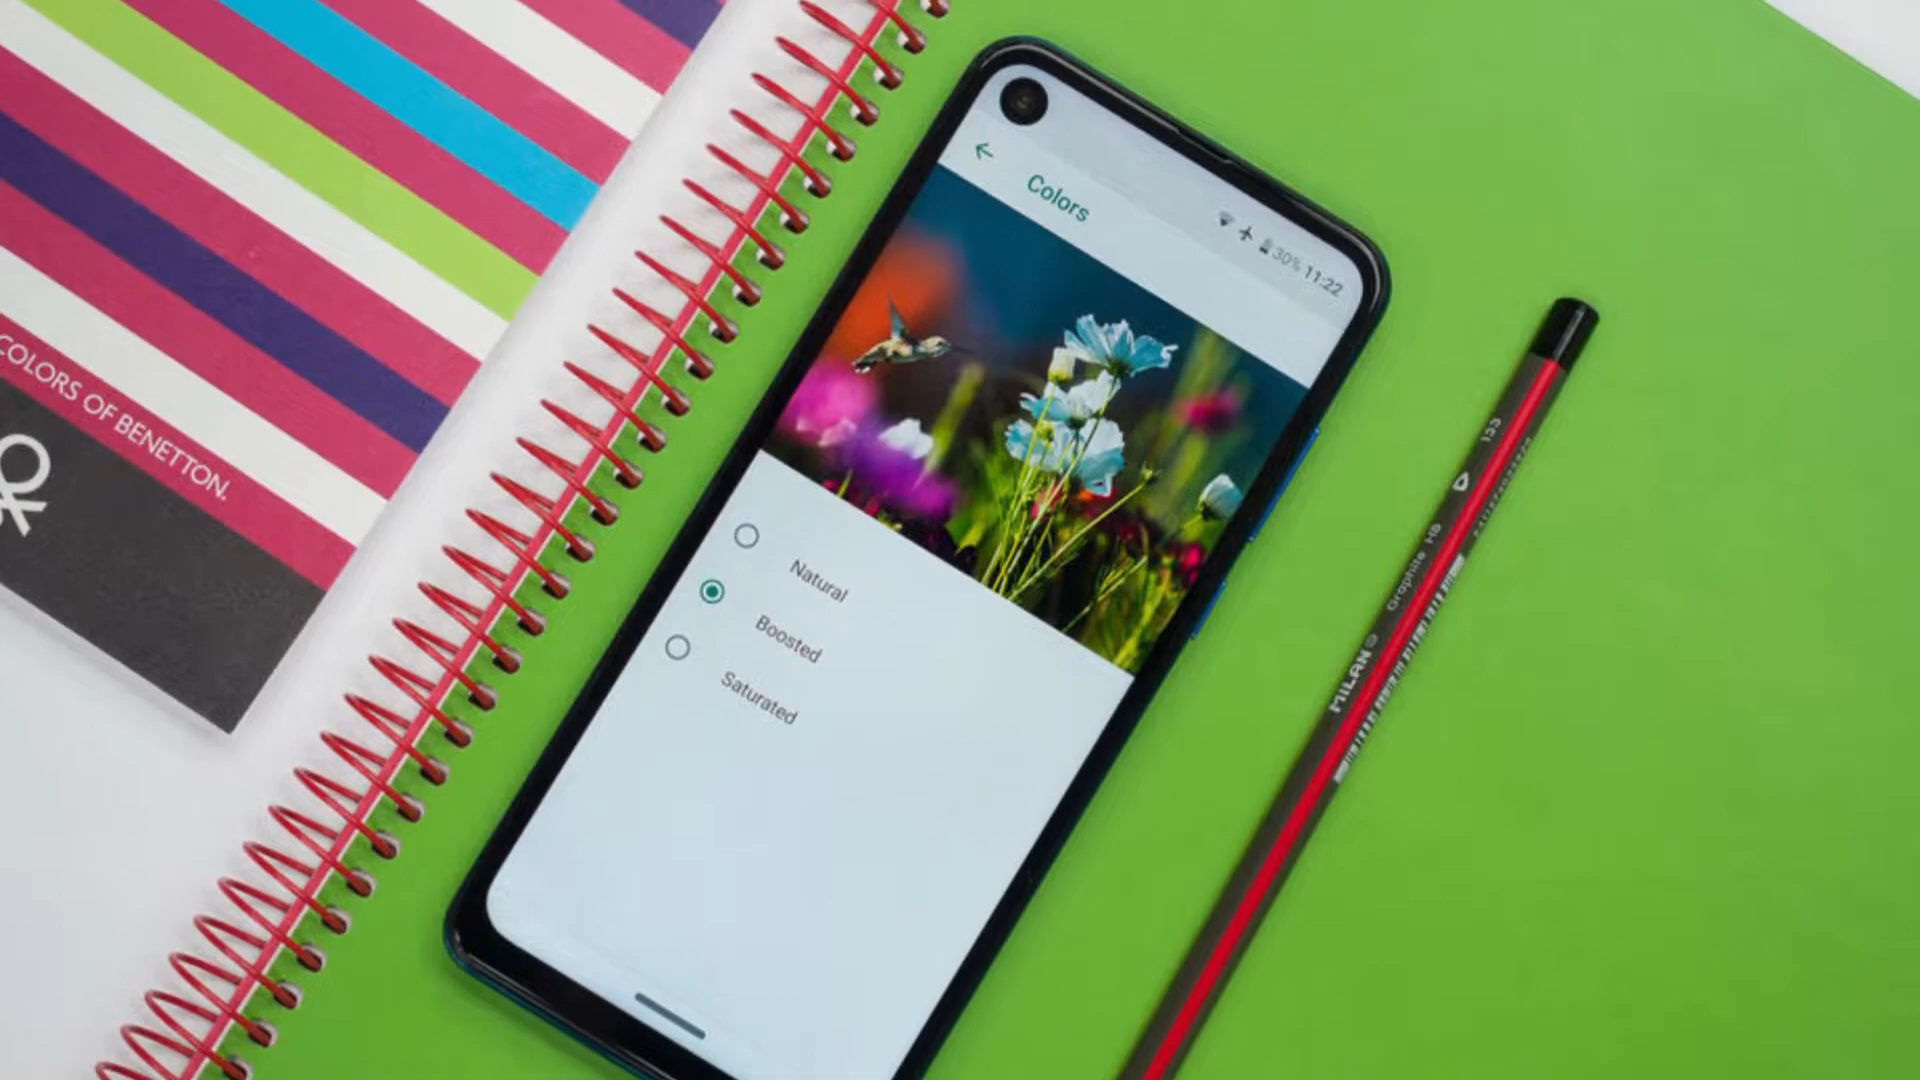 COLORS OF BENETTON.
Colors
30% 11:22
Natural
Boosted
Saturated
MILAN® Graphite HB 133